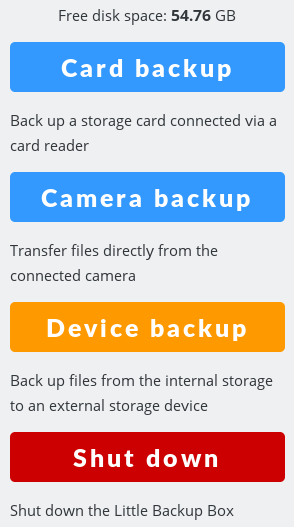 Free disk space: 54.76 GB
Card backup
Back up a storage card connected via a
card reader
Camera backup
Transfer files directly from the
connected camera
Device backup
Back up files from the internal storage
to an external storage device
Shut down
Shut down the Little Backup Box